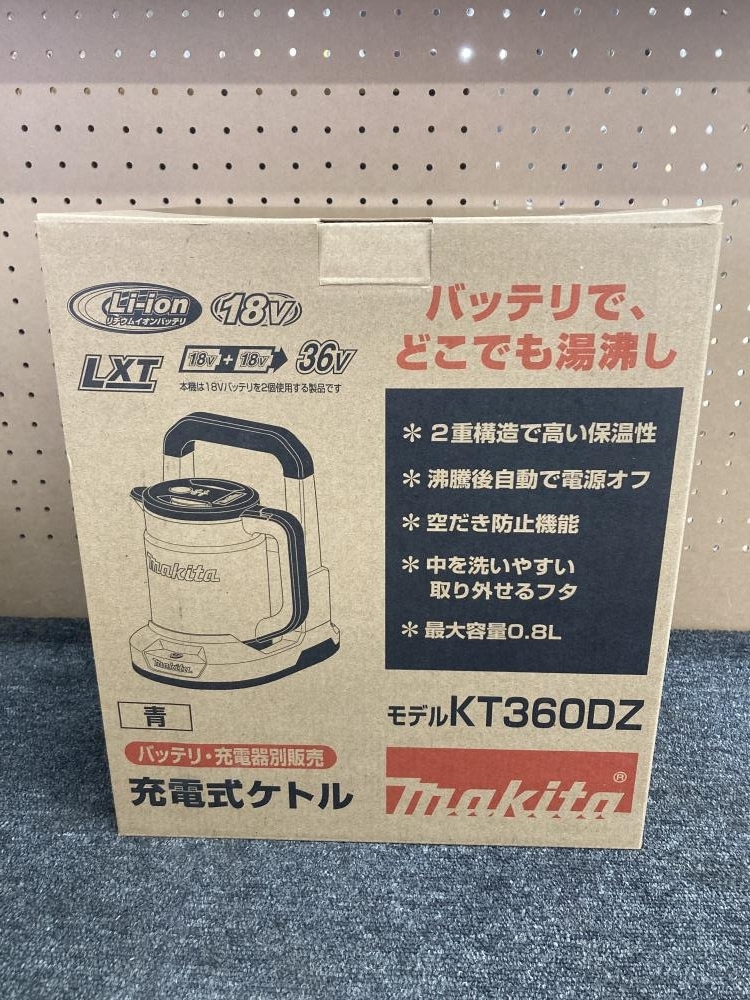 Li-ion
リチウムイオンバッテリ
18V
LXT
18V + 18V 36V
本機は18Vバッテリを2個使用する製品です
バッテリで、
どこでも湯沸し
＊2重構造で高い保温性
＊沸騰後自動で電源オフ
＊空だき防止機能
＊中を洗いやすい
取り外せるフタ
＊最大容量0.8L
makita
makita
青
モデルKT360DZ
バッテリ・充電器別販売
充電式ケトル
makita®